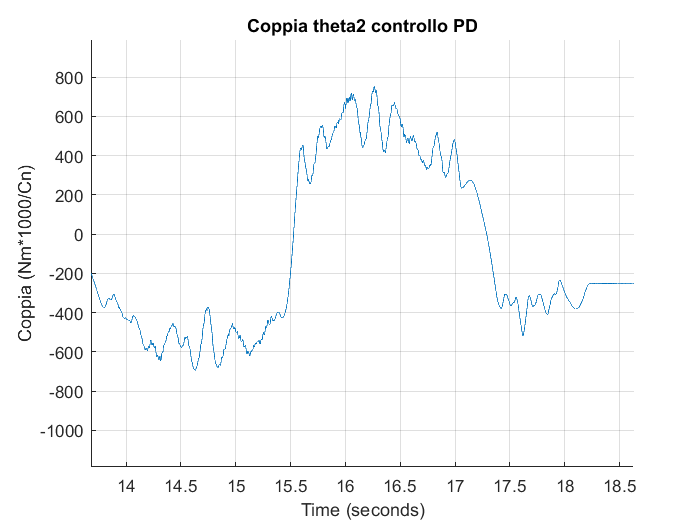 Coppia theta2 controllo PD
Coppia (Nm*1000/Cn)
800
600
400
200
0
-200
-400
-600
-800
-1000
14 14.5 15 15.5 16 16.5 17 17.5 18 18.5
Time (seconds)